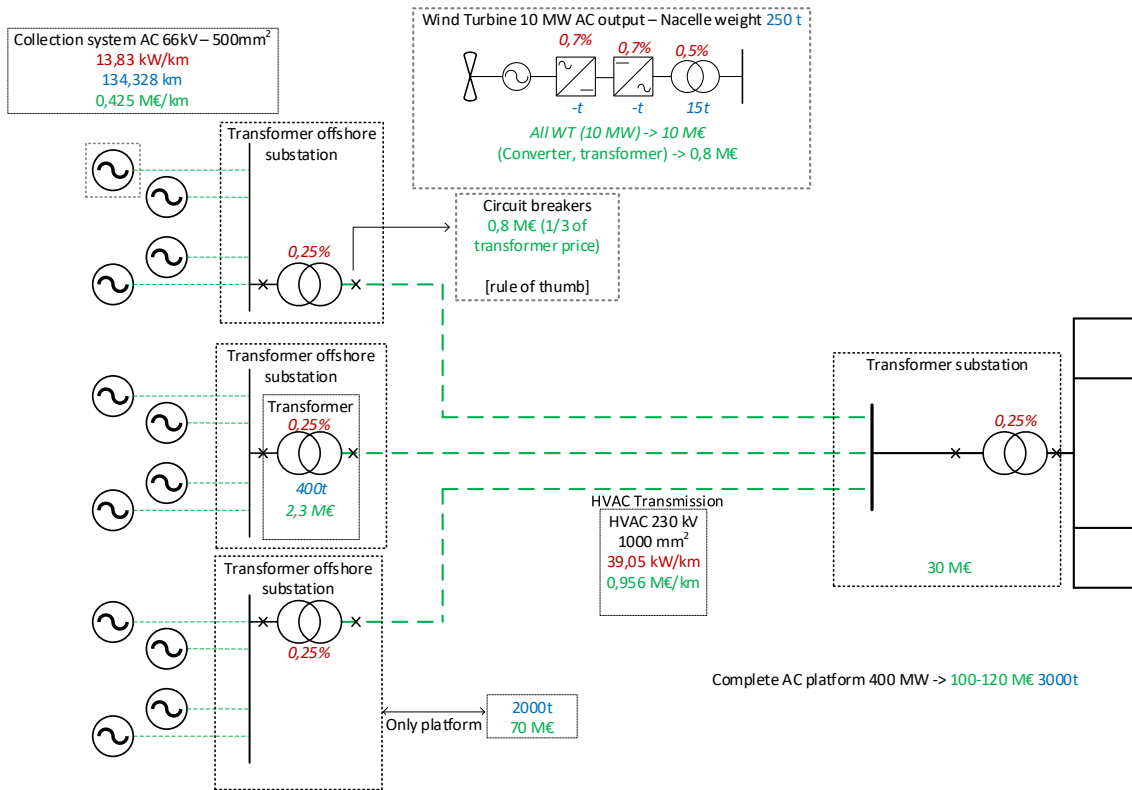 Collection system AC 66kV – 500mm²
13,83 kW/km
134,328 km
0,425 M€/km
Wind Turbine 10 MW AC output – Nacelle weight 250 t
0,7%
0,7%
0,5%
-t
-t
15t
All WT (10 MW) -> 10 M€
(Converter, transformer) -> 0,8 M€
Transformer offshore
substation
0,25%
Circuit breakers
0,8 M€ (1/3 of
transformer price)
[rule of thumb]
Transformer offshore
substation
Transformer
0,25%
400t
2,3 M€
Transformer substation
0,25%
30 M€
HVAC Transmission
HVAC 230 kV
1000 mm²
39,05 kW/km
0,956 M€/km
Transformer offshore
substation
0,25%
Only platform
2000t
70 M€
Complete AC platform 400 MW -> 100-120 M€ 3000t